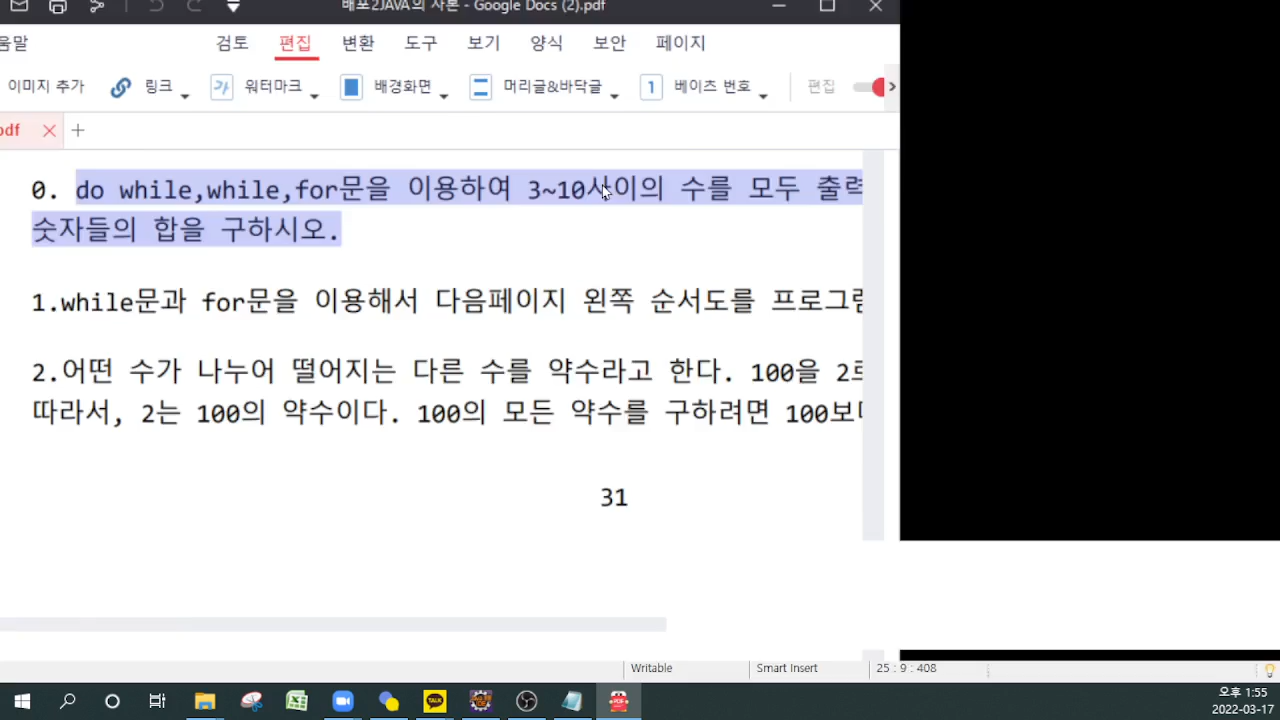 배포2JAVA의 사본 - Google Docs (2).pdf
움말 검토 편집 변환 도구 보기 양식 보안 페이지
이미지 추가 링크 가 워터마크 배경화면 머리글&바닥글 1 베이츠 번호 편집
pdf
0. do while,while,for문을 이용하여 3~10사이의 수를 모두 출력
숫자들의 합을 구하시오.
1.while문과 for문을 이용해서 다음페이지 왼쪽 순서도를 프로그램
2.어떤 수가 나누어 떨어지는 다른 수를 약수라고 한다. 100을 2로
따라서, 2는 100의 약수이다. 100의 모든 약수를 구하려면 100보다
31
Writable Smart Insert 25 : 9 : 408
TALK
PDF
오후 1:55
2022-03-17